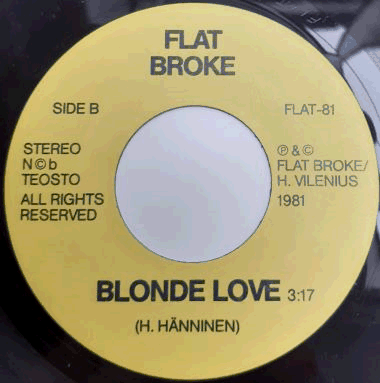 FLAT
BROKE
SIDE B
FLAT-81
STEREO
N©b
TEOSTO
ALL RIGHTS
RESERVED
℗ & ©
FLAT BROKE/
H. VILENIUS
1981
BLONDE LOVE 3:17
(H. HÄNNINEN)